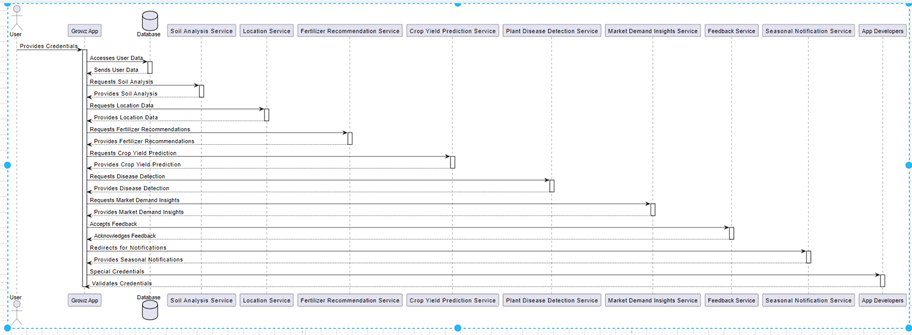 User
Growz App
Database
Soil Analysis Service
Location Service
Fertilizer Recommendation Service
Crop Yield Prediction Service
Plant Disease Detection Service
Market Demand Insights Service
Feedback Service
Seasonal Notification Service
App Developers
Provides Credentials
Accesses User Data
Sends User Data
Requests Soil Analysis
Provides Soil Analysis
Requests Location Data
Provides Location Data
Requests Fertilizer Recommendations
Provides Fertilizer Recommendations
Requests Crop Yield Prediction
Provides Crop Yield Prediction
Requests Disease Detection
Provides Disease Detection
Requests Market Demand Insights
Provides Market Demand Insights
Accepts Feedback
Acknowledges Feedback
Redirects for Notifications
Provides Seasonal Notifications
Special Credentials
Validates Credentials
User
Growz App
Database
Soil Analysis Service
Location Service
Fertilizer Recommendation Service
Crop Yield Prediction Service
Plant Disease Detection Service
Market Demand Insights Service
Feedback Service
Seasonal Notification Service
App Developers